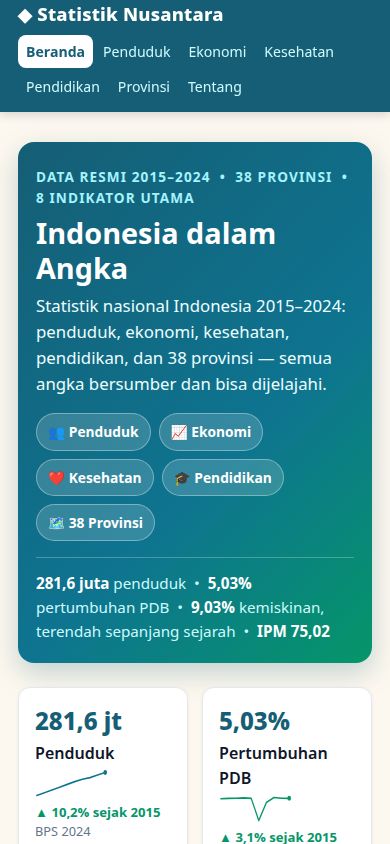 ◆ Statistik Nusantara
Beranda Penduduk Ekonomi Kesehatan
Pendidikan Provinsi Tentang
DATA RESMI 2015–2024 • 38 PROVINSI •
8 INDIKATOR UTAMA
Indonesia dalam
Angka
Statistik nasional Indonesia 2015–2024:
penduduk, ekonomi, kesehatan,
pendidikan, dan 38 provinsi — semua
angka bersumber dan bisa dijelajahi.
👥 Penduduk 📈 Ekonomi
❤️ Kesehatan 🎓 Pendidikan
🗺️ 38 Provinsi
281,6 juta penduduk • 5,03%
pertumbuhan PDB • 9,03% kemiskinan,
terendah sepanjang sejarah • IPM 75,02
281,6 jt
Penduduk
▲ 10,2% sejak 2015
BPS 2024
5,03%
Pertumbuhan
PDB
▲ 3,1% sejak 2015